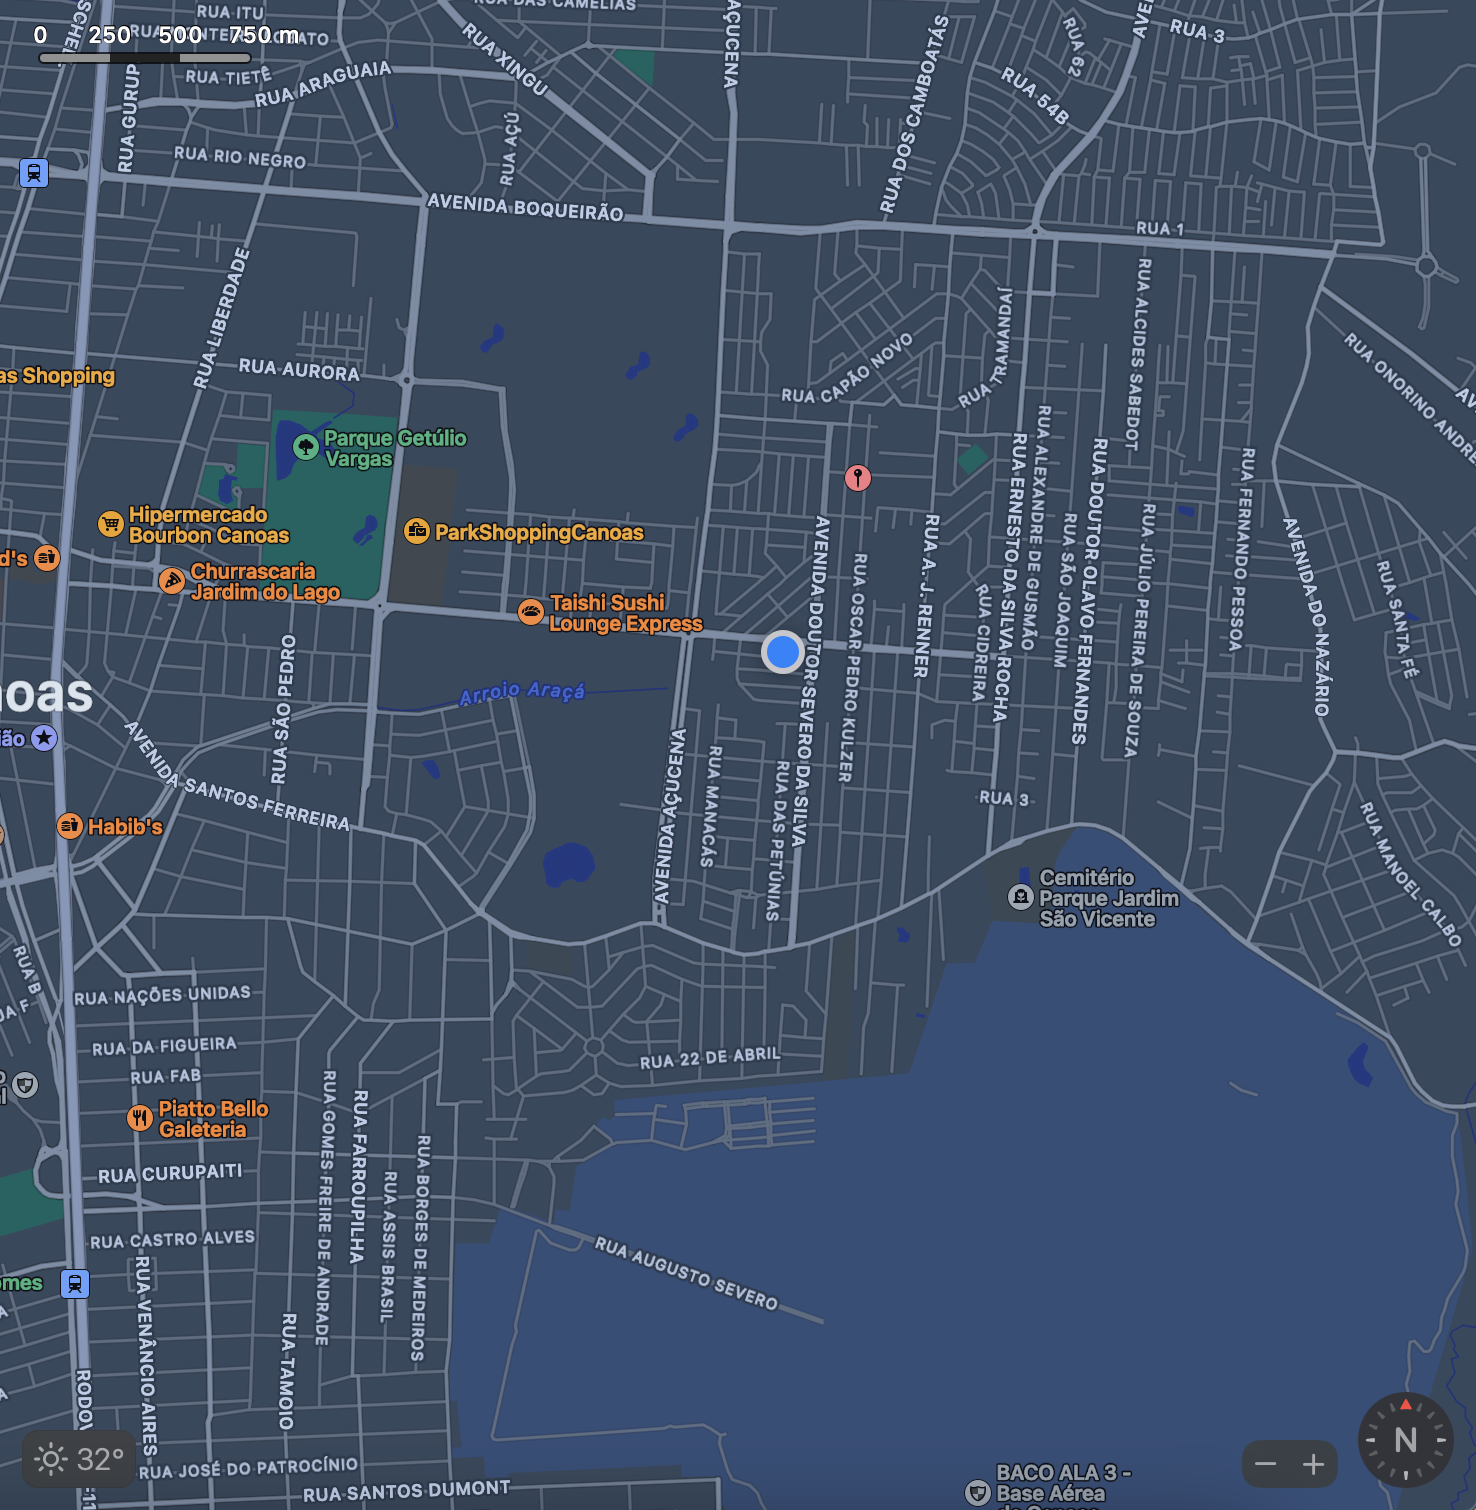 RUA DAS CAMÉLIAS
RUA ITU
0 250 500 750 m
RUA TIETÊ
RUA ARAGUAIA
RUA XINGU
AÇUCENA
RUA DOS CAMBOATÁS
RUA 62
RUA 3
RUA 54B
RUA GURUP
RUA RIO NEGRO
RUA AÇU
AVENIDA BOQUEIRÃO
RUA 1
RUA LIBERDADE
RUA AURORA
as Shopping
RUA CAPÃO NOVO
RUA TRAMANDAÍ
RUA ALCIDES SABEDOT
RUA ONORINO ANDRE
AV
Parque Getúlio
Vargas
Hipermercado
Bourbon Canoas
ParkShoppingCanoas
d's
Churrascaria
Jardim do Lago
Taishi Sushi
Lounge Express
AVENIDA DOUTOR SEVERO DA SILVA
RUA OSCAR PEDRO KULZER
RUA A. J. RENNER
RUA CIDREIRA
RUA ERNESTO DA SILVA ROCHA
RUA ALEXANDRE DE GUSMÃO
RUA SÃO JOAQUIM
RUA DOUTOR OLAVO FERNANDES
RUA JÚLIO PEREIRA DE SOUZA
RUA FERNANDO PESSOA
AVENIDA DO NAZÁRIO
RUA SANTA FÉ
noas
ião
RUA SÃO PEDRO
Arroio Araçá
AVENIDA SANTOS FERREIRA
AVENIDA AÇUCENA
RUA MANACÁS
RUA DAS PETÚNIAS
RUA 3
Habib's
RUA MANOEL CALBO
Cemitério
Parque Jardim
São Vicente
RUA B
UA F
RUA NAÇÕES UNIDAS
RUA DA FIGUEIRA
RUA FAB
RUA 22 DE ABRIL
Piatto Bello
Galeteria
RUA CURUPAITI
RUA GOMES FREIRE DE ANDRADE
RUA FARROUPILHA
RUA ASSIS BRASIL
RUA BORGES DE MEDEIROS
RUA CASTRO ALVES
RUA AUGUSTO SEVERO
omes
RUA VENÂNCIO AIRES
RUA TAMOIO
RODOV
-11
32°
RUA JOSÉ DO PATROCÍNIO
RUA SANTOS DUMONT
BACO ALA 3 -
Base Aérea
N